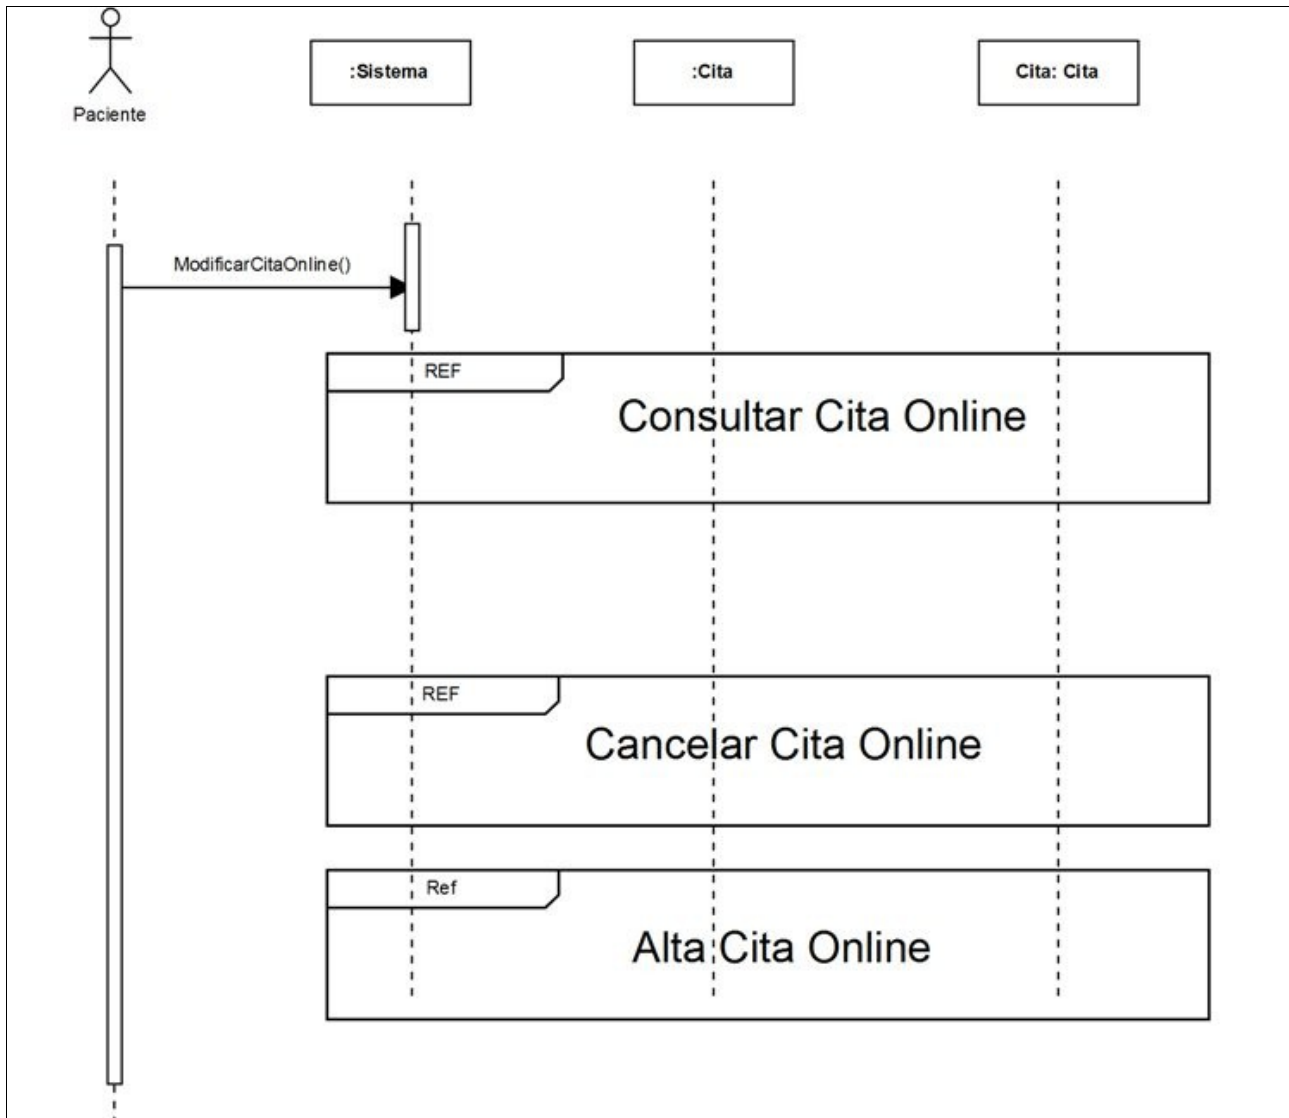 :Sistema
:Cita
Cita: Cita
Paciente
ModificarCitaOnline()
REF
Consultar Cita Online
REF
Cancelar Cita Online
Ref
Alta Cita Online